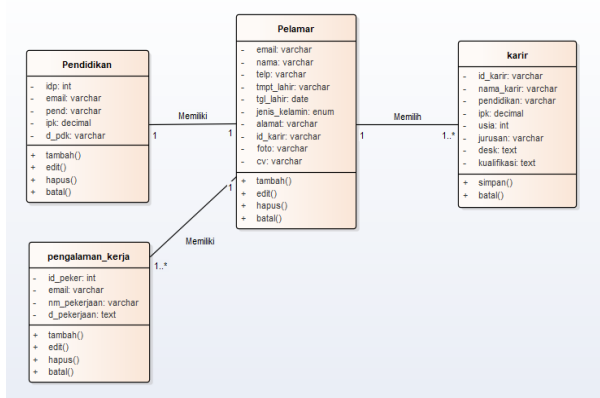 Pendidikan
- idp: int
- email: varchar
- pend: varchar
- ipk: decimal
- d_pdk: varchar
+ tambah()
+ edit()
+ hapus()
+ batal()
Memiliki
1
1
Pelamar
- email: varchar
- nama: varchar
- telp: varchar
- tmpt_lahir: varchar
- tgl_lahir: date
- jenis_kelamin: enum
- alamat: varchar
- id_karir: varchar
- foto: varchar
- cv: varchar
+ tambah()
+ edit()
+ hapus()
+ batal()
Memilih
1
1..*
karir
- id_karir: varchar
- nama_karir: varchar
- pendidikan: varchar
- ipk: decimal
- usia: int
- jurusan: varchar
- desk: text
- kualifikasi: text
+ simpan()
+ batal()
1
Memiliki
1..*
pengalaman_kerja
- id_peker: int
- email: varchar
- nm_pekerjaan: varchar
- d_pekerjaan: text
+ tambah()
+ edit()
+ hapus()
+ batal()